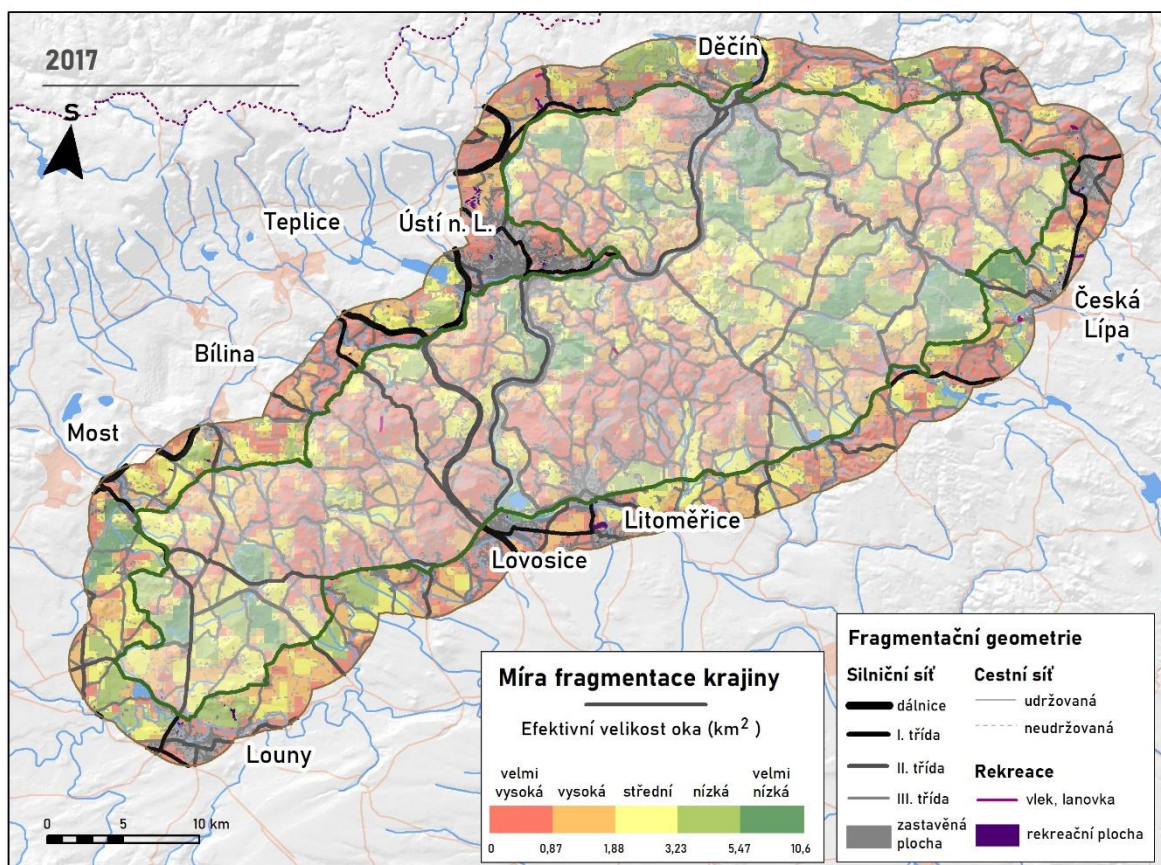 2017
S
Děčín
Teplice
Ústí n. L.
Česká
Lípa
Bílina
Most
Litoměřice
Lovosice
Louny
0 5 10 km
Míra fragmentace krajiny
Efektivní velikost oka (km²)
velmi vysoká vysoká střední nízká velmi nízká
0 0,87 1,88 3,23 5,47 10,6
Fragmentační geometrie
Silniční síť
dálnice
I. třída
II. třída
III. třída
zastavěná
plocha
Cestní síť
udržovaná
neudržovaná
Rekreace
vlek, lanovka
rekreační plocha